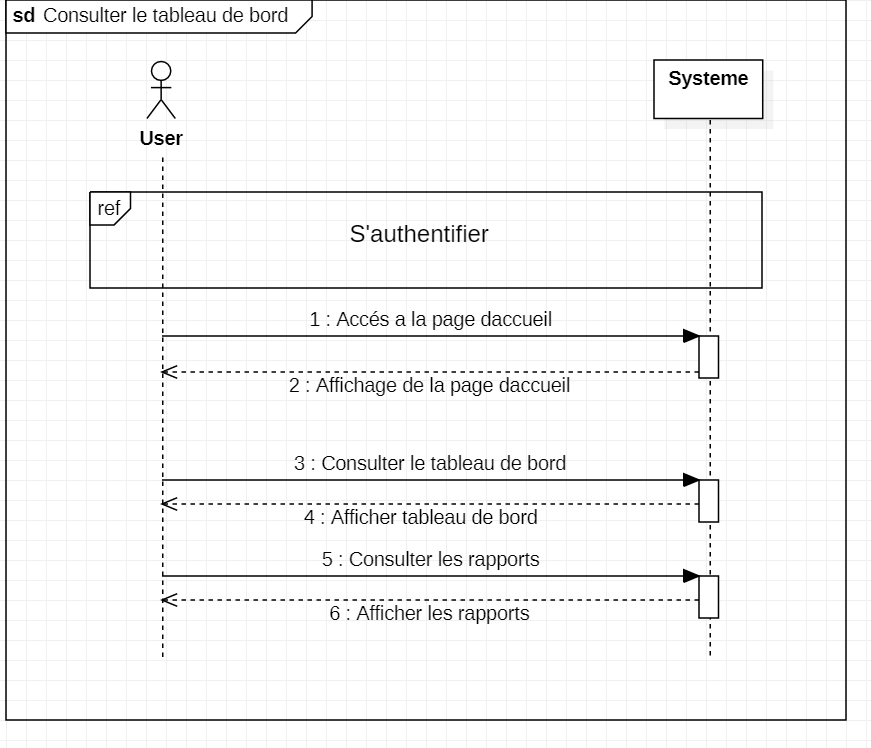 sd Consulter le tableau de bord
User
Systeme
ref
S'authentifier
1 : Accés a la page daccueil
2 : Affichage de la page daccueil
3 : Consulter le tableau de bord
4 : Afficher tableau de bord
5 : Consulter les rapports
6 : Afficher les rapports